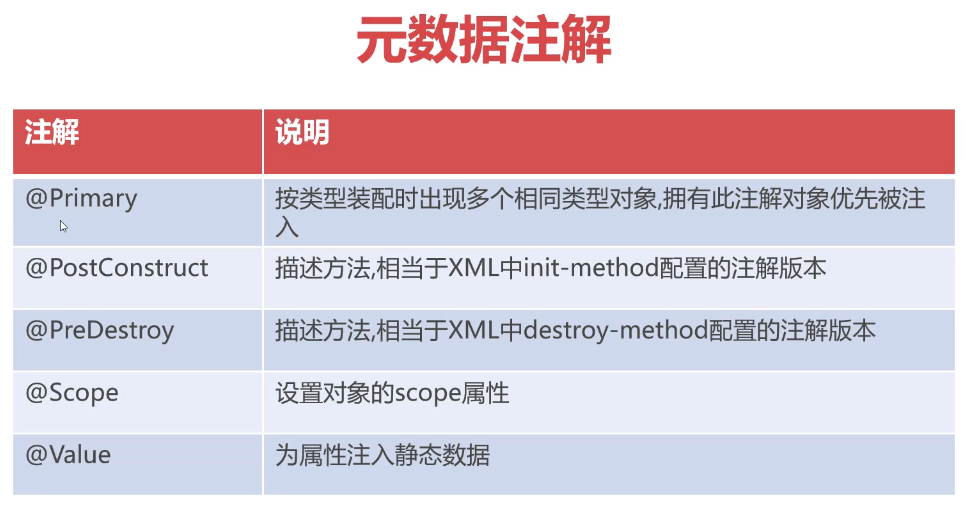 元数据注解
注解 说明
@Primary 按类型装配时出现多个相同类型对象,拥有此注解对象优先被注
入
@PostConstruct 描述方法,相当于XML中init-method配置的注解版本
@PreDestroy 描述方法,相当于XML中destroy-method配置的注解版本
@Scope 设置对象的scope属性
@Value 为属性注入静态数据